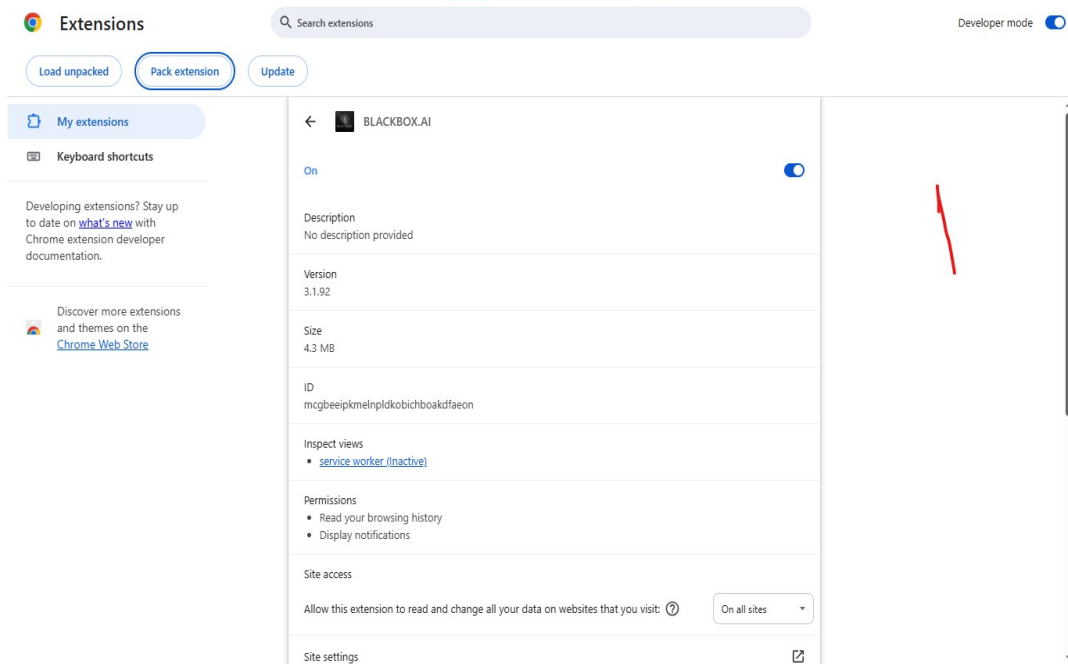 Extensions
Search extensions
Developer mode
Load unpacked
Pack extension
Update
My extensions
Keyboard shortcuts
Developing extensions? Stay up
to date on what's new with
Chrome extension developer
documentation.
Discover more extensions
and themes on the
Chrome Web Store
BLACKBOX.AI
On
Description
No description provided
Version
3.1.92
Size
4.3 MB
ID
mcgbeeipkmelnpldkobichboakdfaeon
Inspect views
• service worker (Inactive)
Permissions
• Read your browsing history
• Display notifications
Site access
Allow this extension to read and change all your data on websites that you visit: On all sites
Site settings